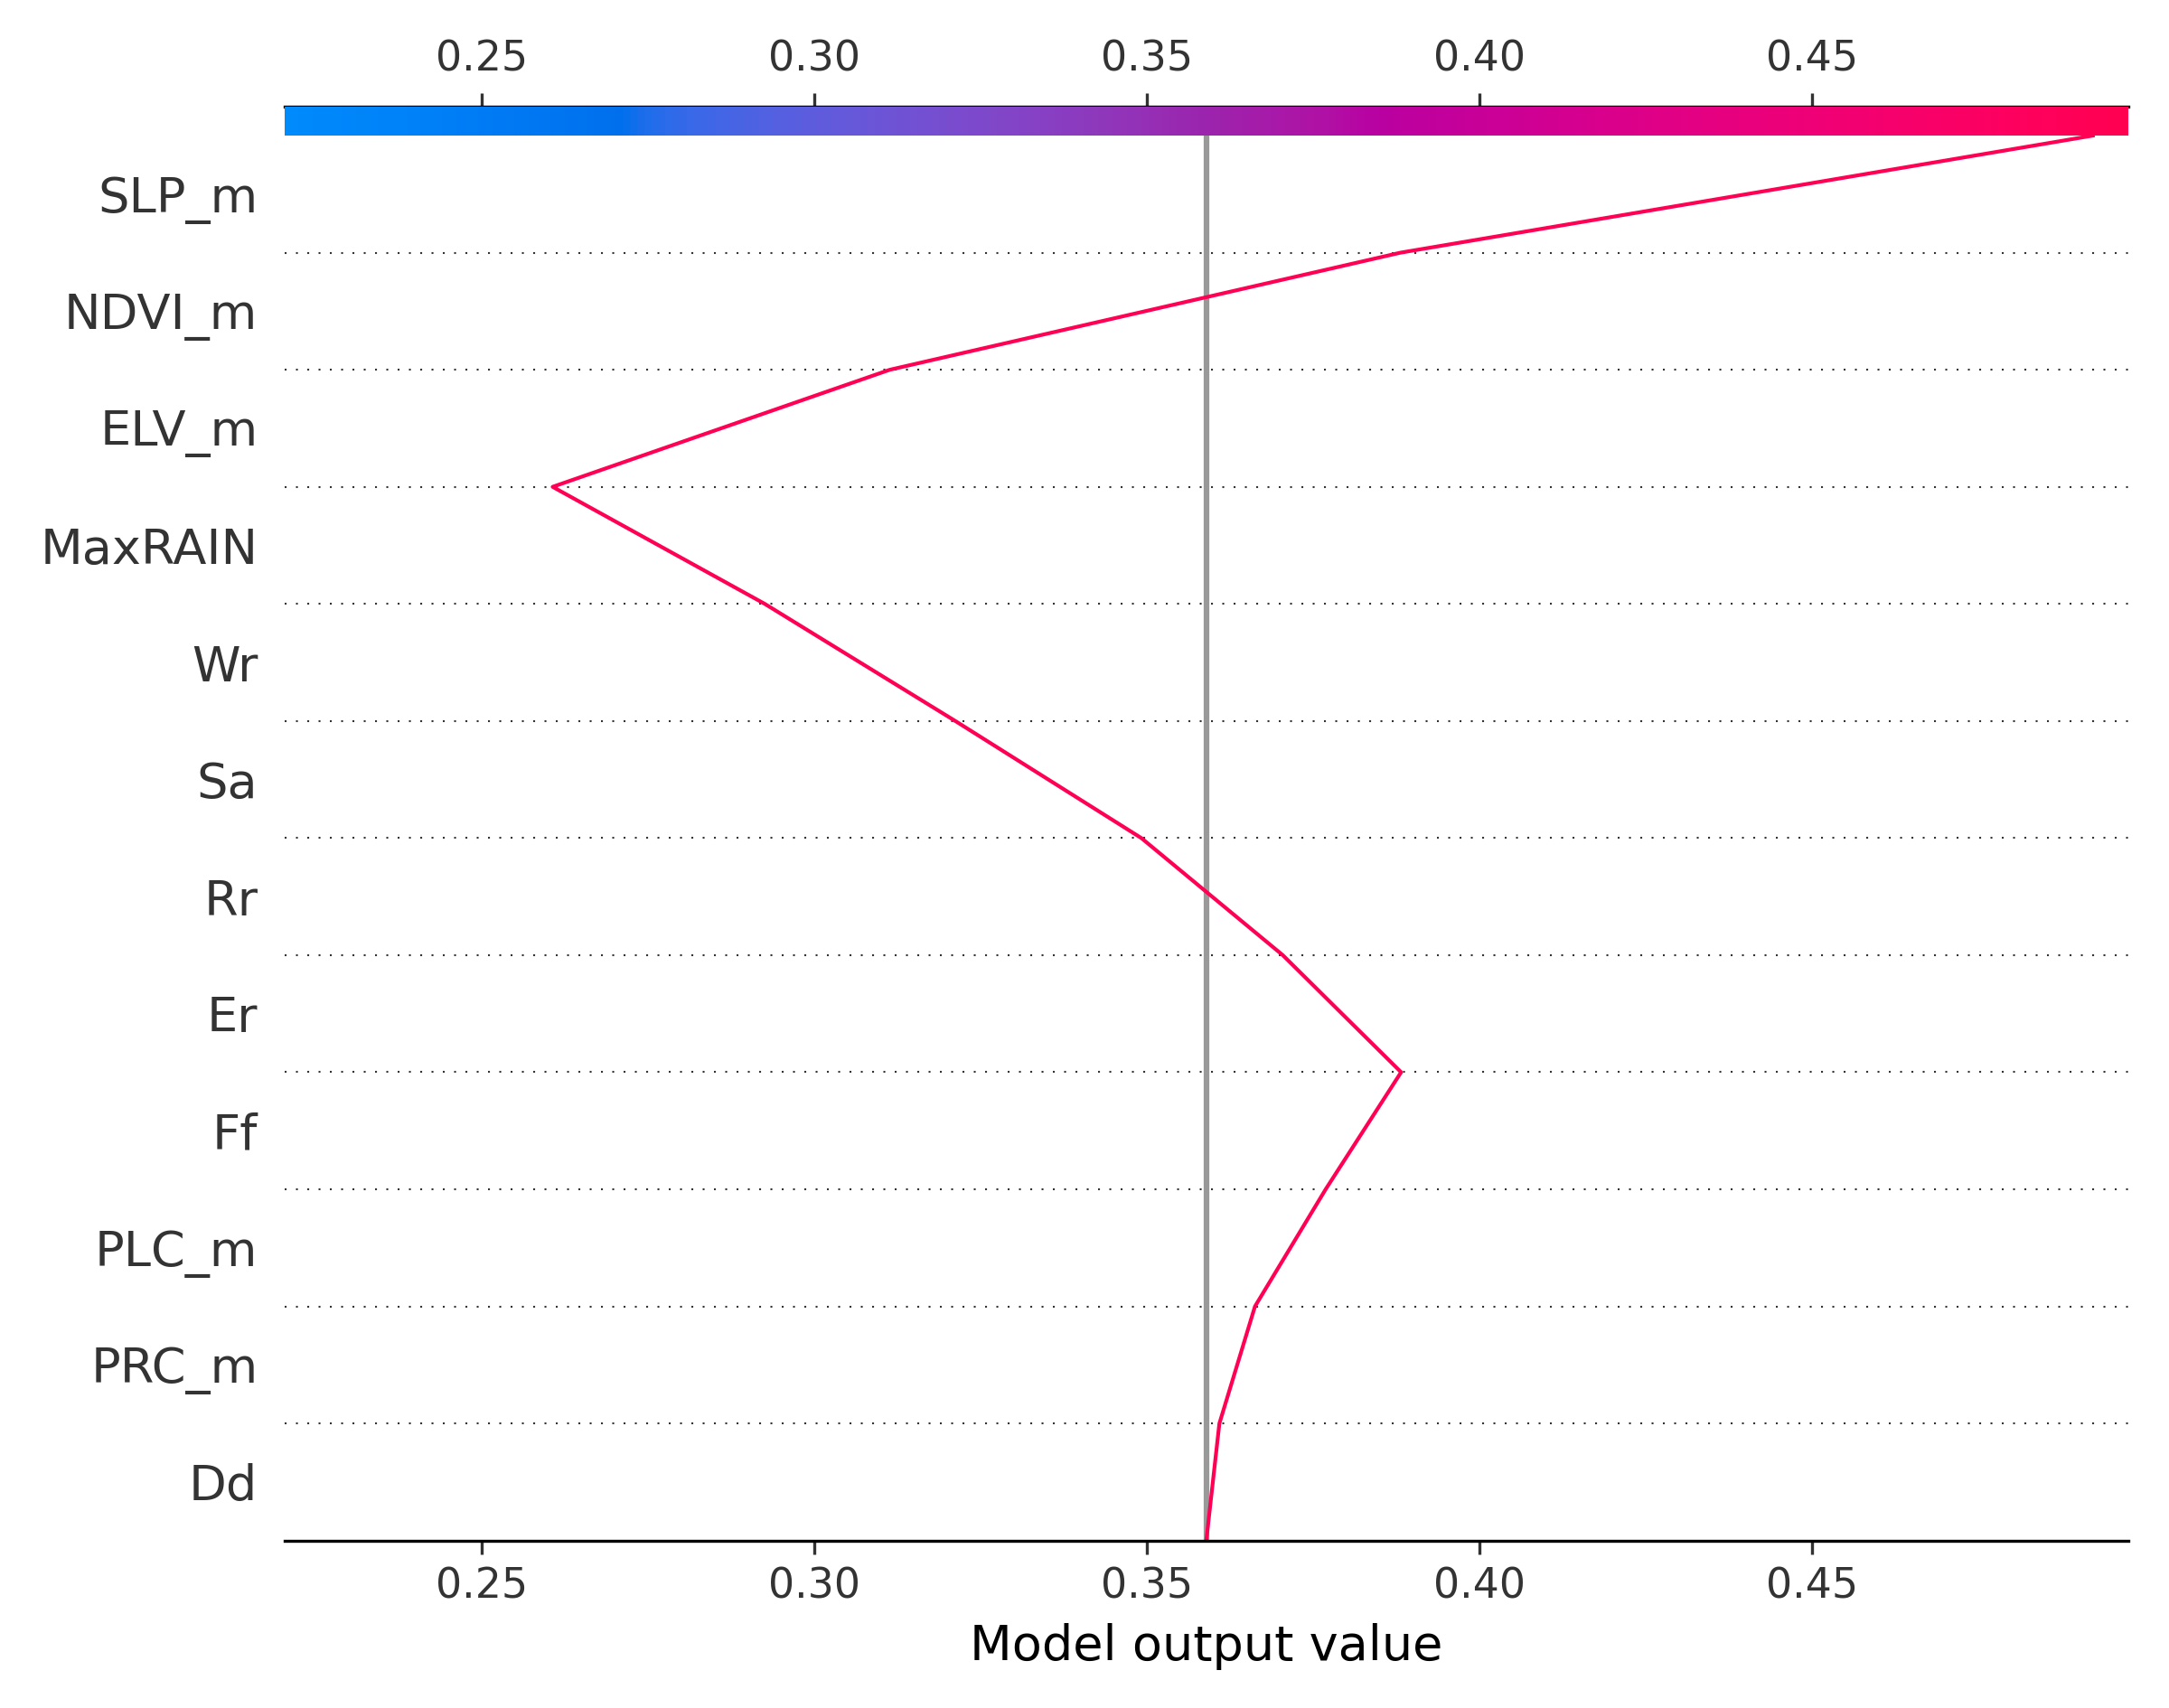 0.25 0.30 0.35 0.40 0.45
SLP_m
NDVI_m
ELV_m
MaxRAIN
Wr
Sa
Rr
Er
Ff
PLC_m
PRC_m
Dd
0.25 0.30 0.35 0.40 0.45
Model output value